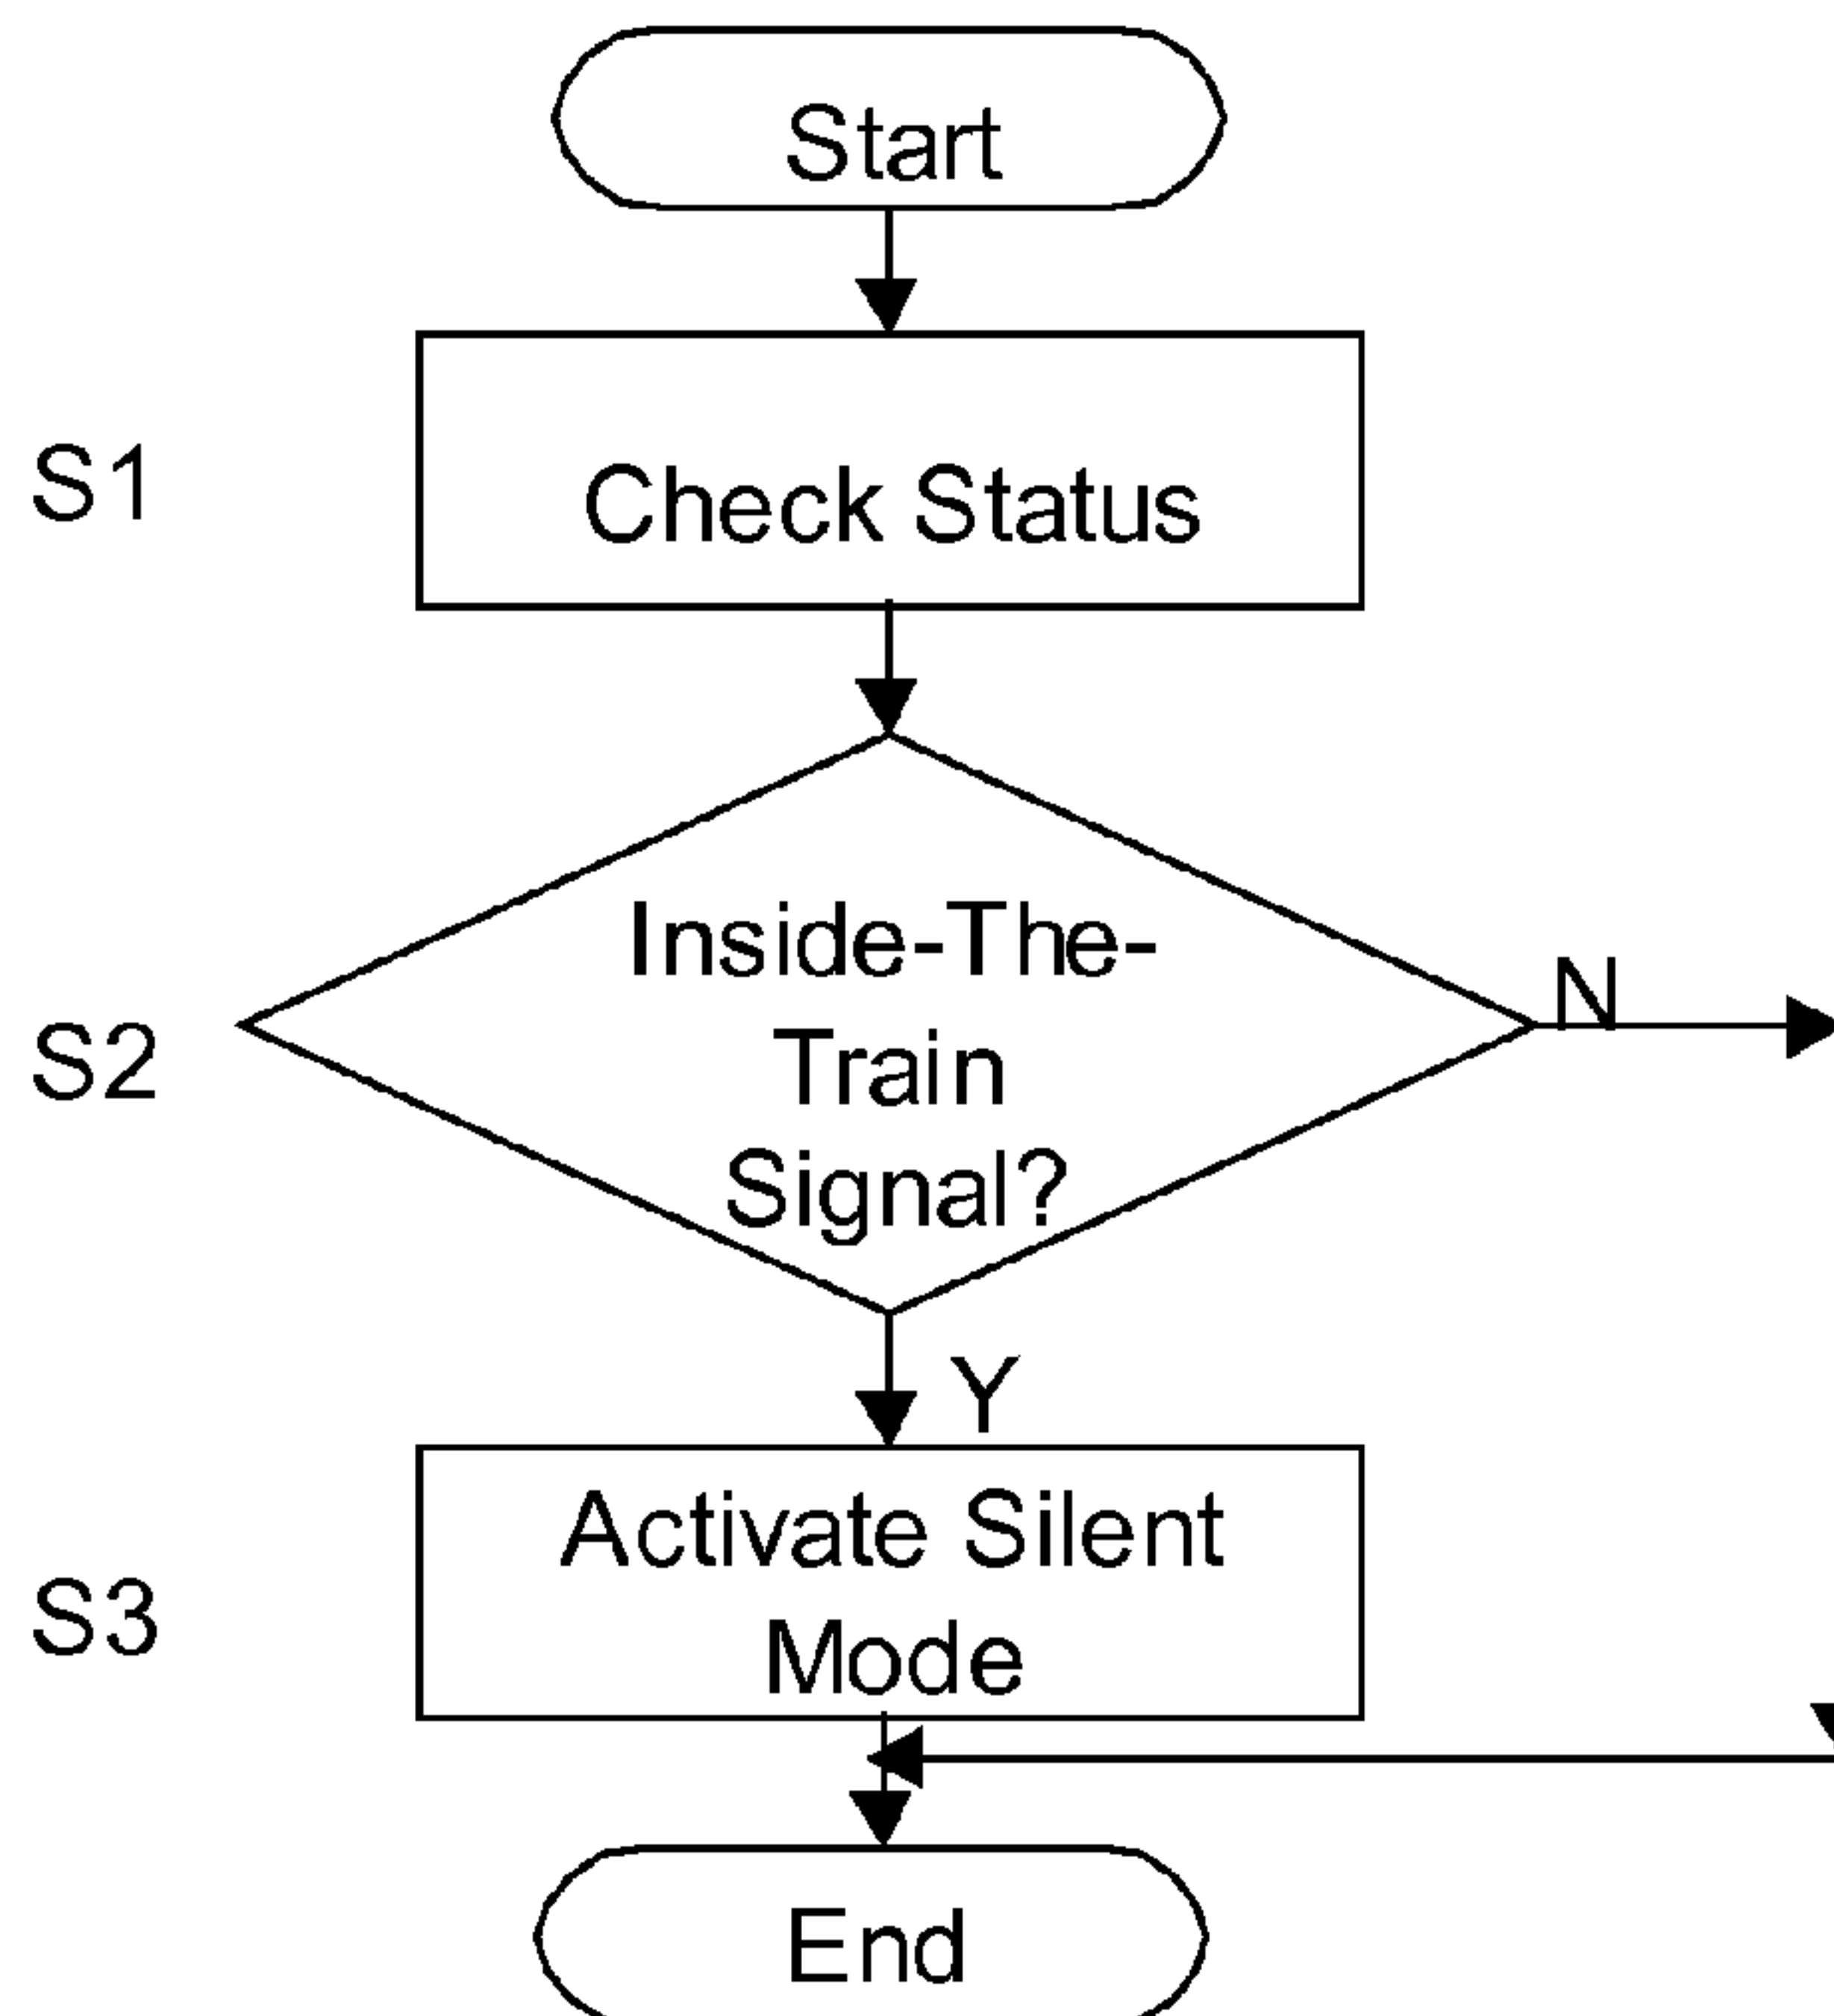 Start
S1
Check Status
Inside-The-
N
S2
Train
Signal?
Y
Activate Silent
S3
Mode
End